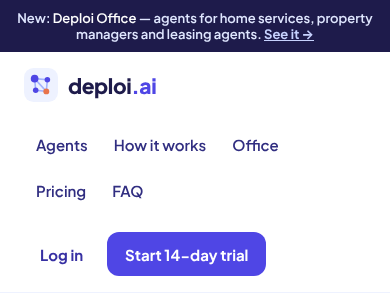 New: Deploi Office — agents for home services, property
managers and leasing agents. See it →
deploi.ai
Agents How it works Office
Pricing FAQ
Log in Start 14-day trial